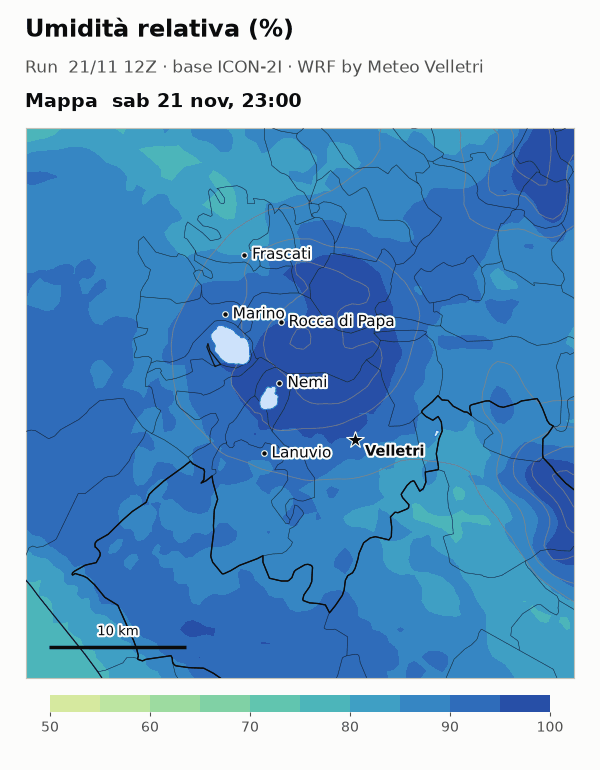 Umidità relativa (%)
Run  21/11 12Z · base ICON-2I · WRF by Meteo Velletri
Mappa  sab 21 nov, 23:00
Frascati
Marino
Rocca di Papa
Nemi
Velletri
Lanuvio
10 km
50 60 70 80 90 100